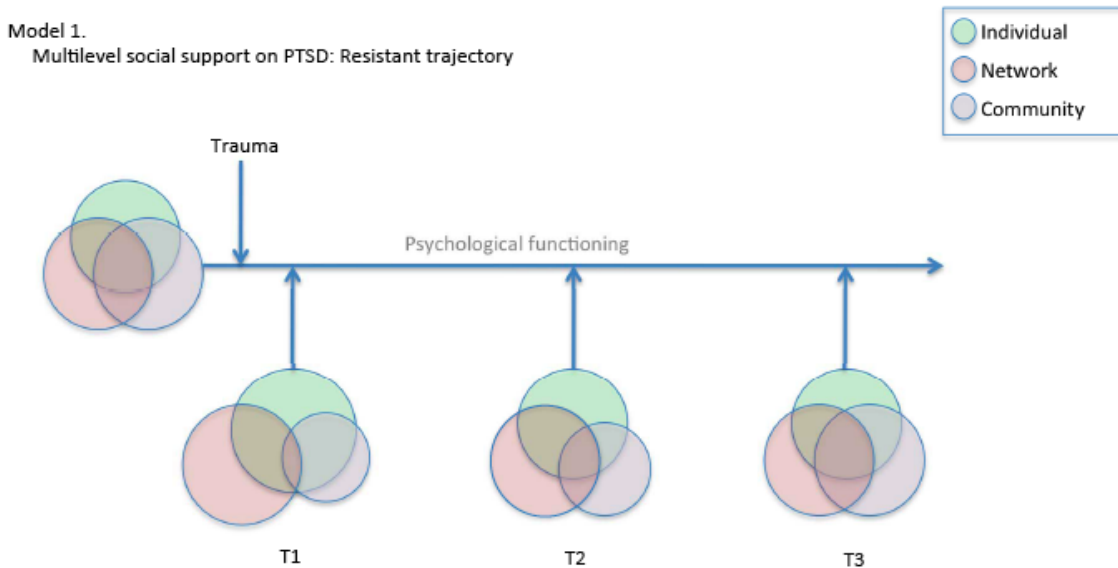 Model 1.
Multilevel social support on PTSD: Resistant trajectory
Individual
Network
Community
Trauma
Psychological functioning
T1
T2
T3